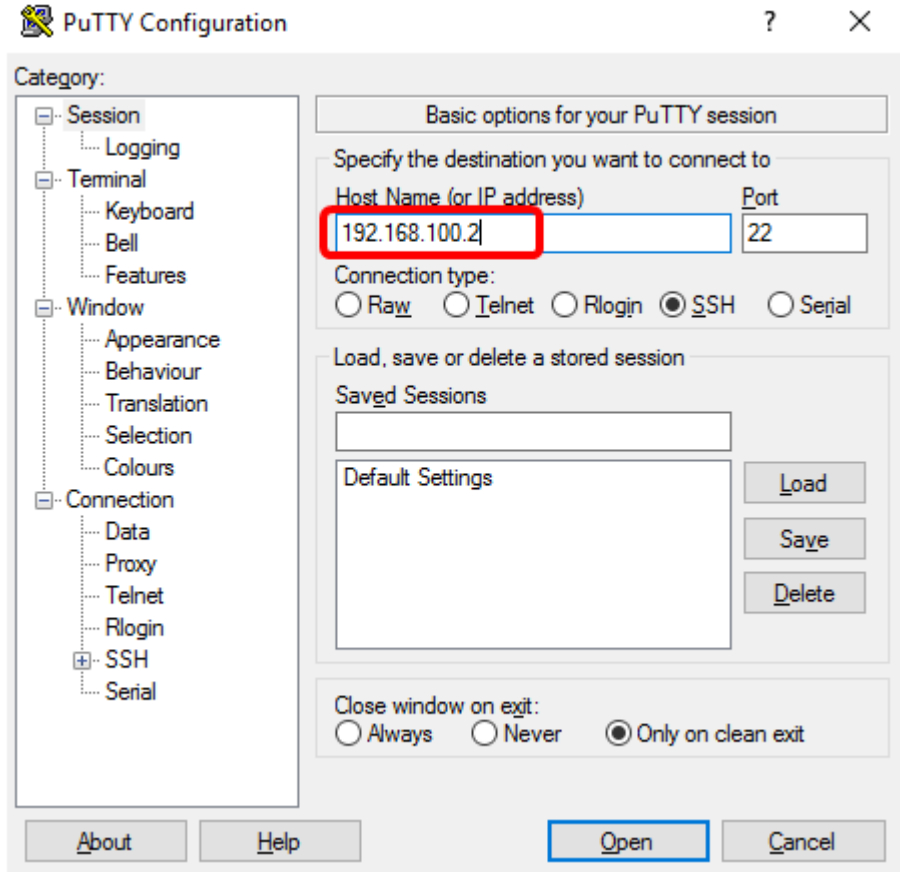 PuTTY Configuration ?
Category:
Session
Logging
Terminal
Keyboard
Bell
Features
Window
Appearance
Behaviour
Translation
Selection
Colours
Connection
Data
Proxy
Telnet
Rlogin
SSH
Serial
Basic options for your PuTTY session
Specify the destination you want to connect to
Host Name (or IP address) Port
192.168.100.2 22
Connection type:
Raw Telnet Rlogin SSH Serial
Load, save or delete a stored session
Saved Sessions
Default Settings
Load
Save
Delete
Close window on exit:
Always Never Only on clean exit
About Help Open Cancel